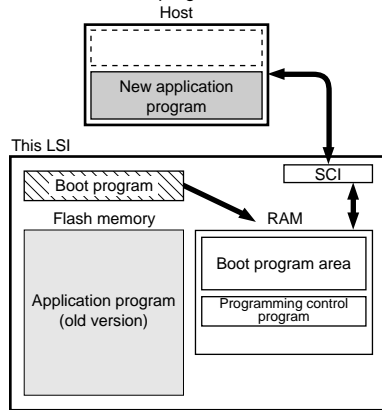 Host
New application
program
This LSI
SCI
Boot program
Flash memory
RAM
Boot program area
Application program
(old version)
Programming control
program